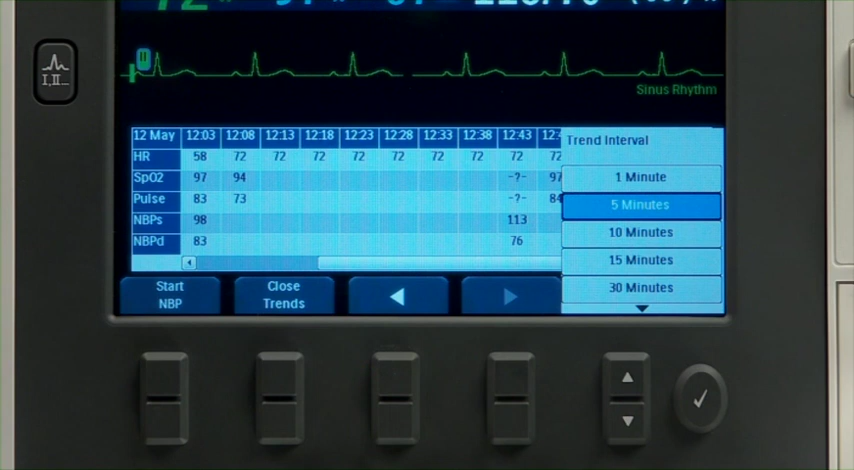 I,II...
Sinus Rhythm
12 May 12:03 12:08 12:13 12:18 12:23 12:28 12:33 12:38 12:43
HR 58 72 72 72 72 72 72 72 72 72
SpO2 97 94 -?- 97
Pulse 83 73 -?- 84
NBPs 98 113
NBPd 83 76
Trend Interval
1 Minute
5 Minutes
10 Minutes
15 Minutes
30 Minutes
Start
NBP
Close
Trends